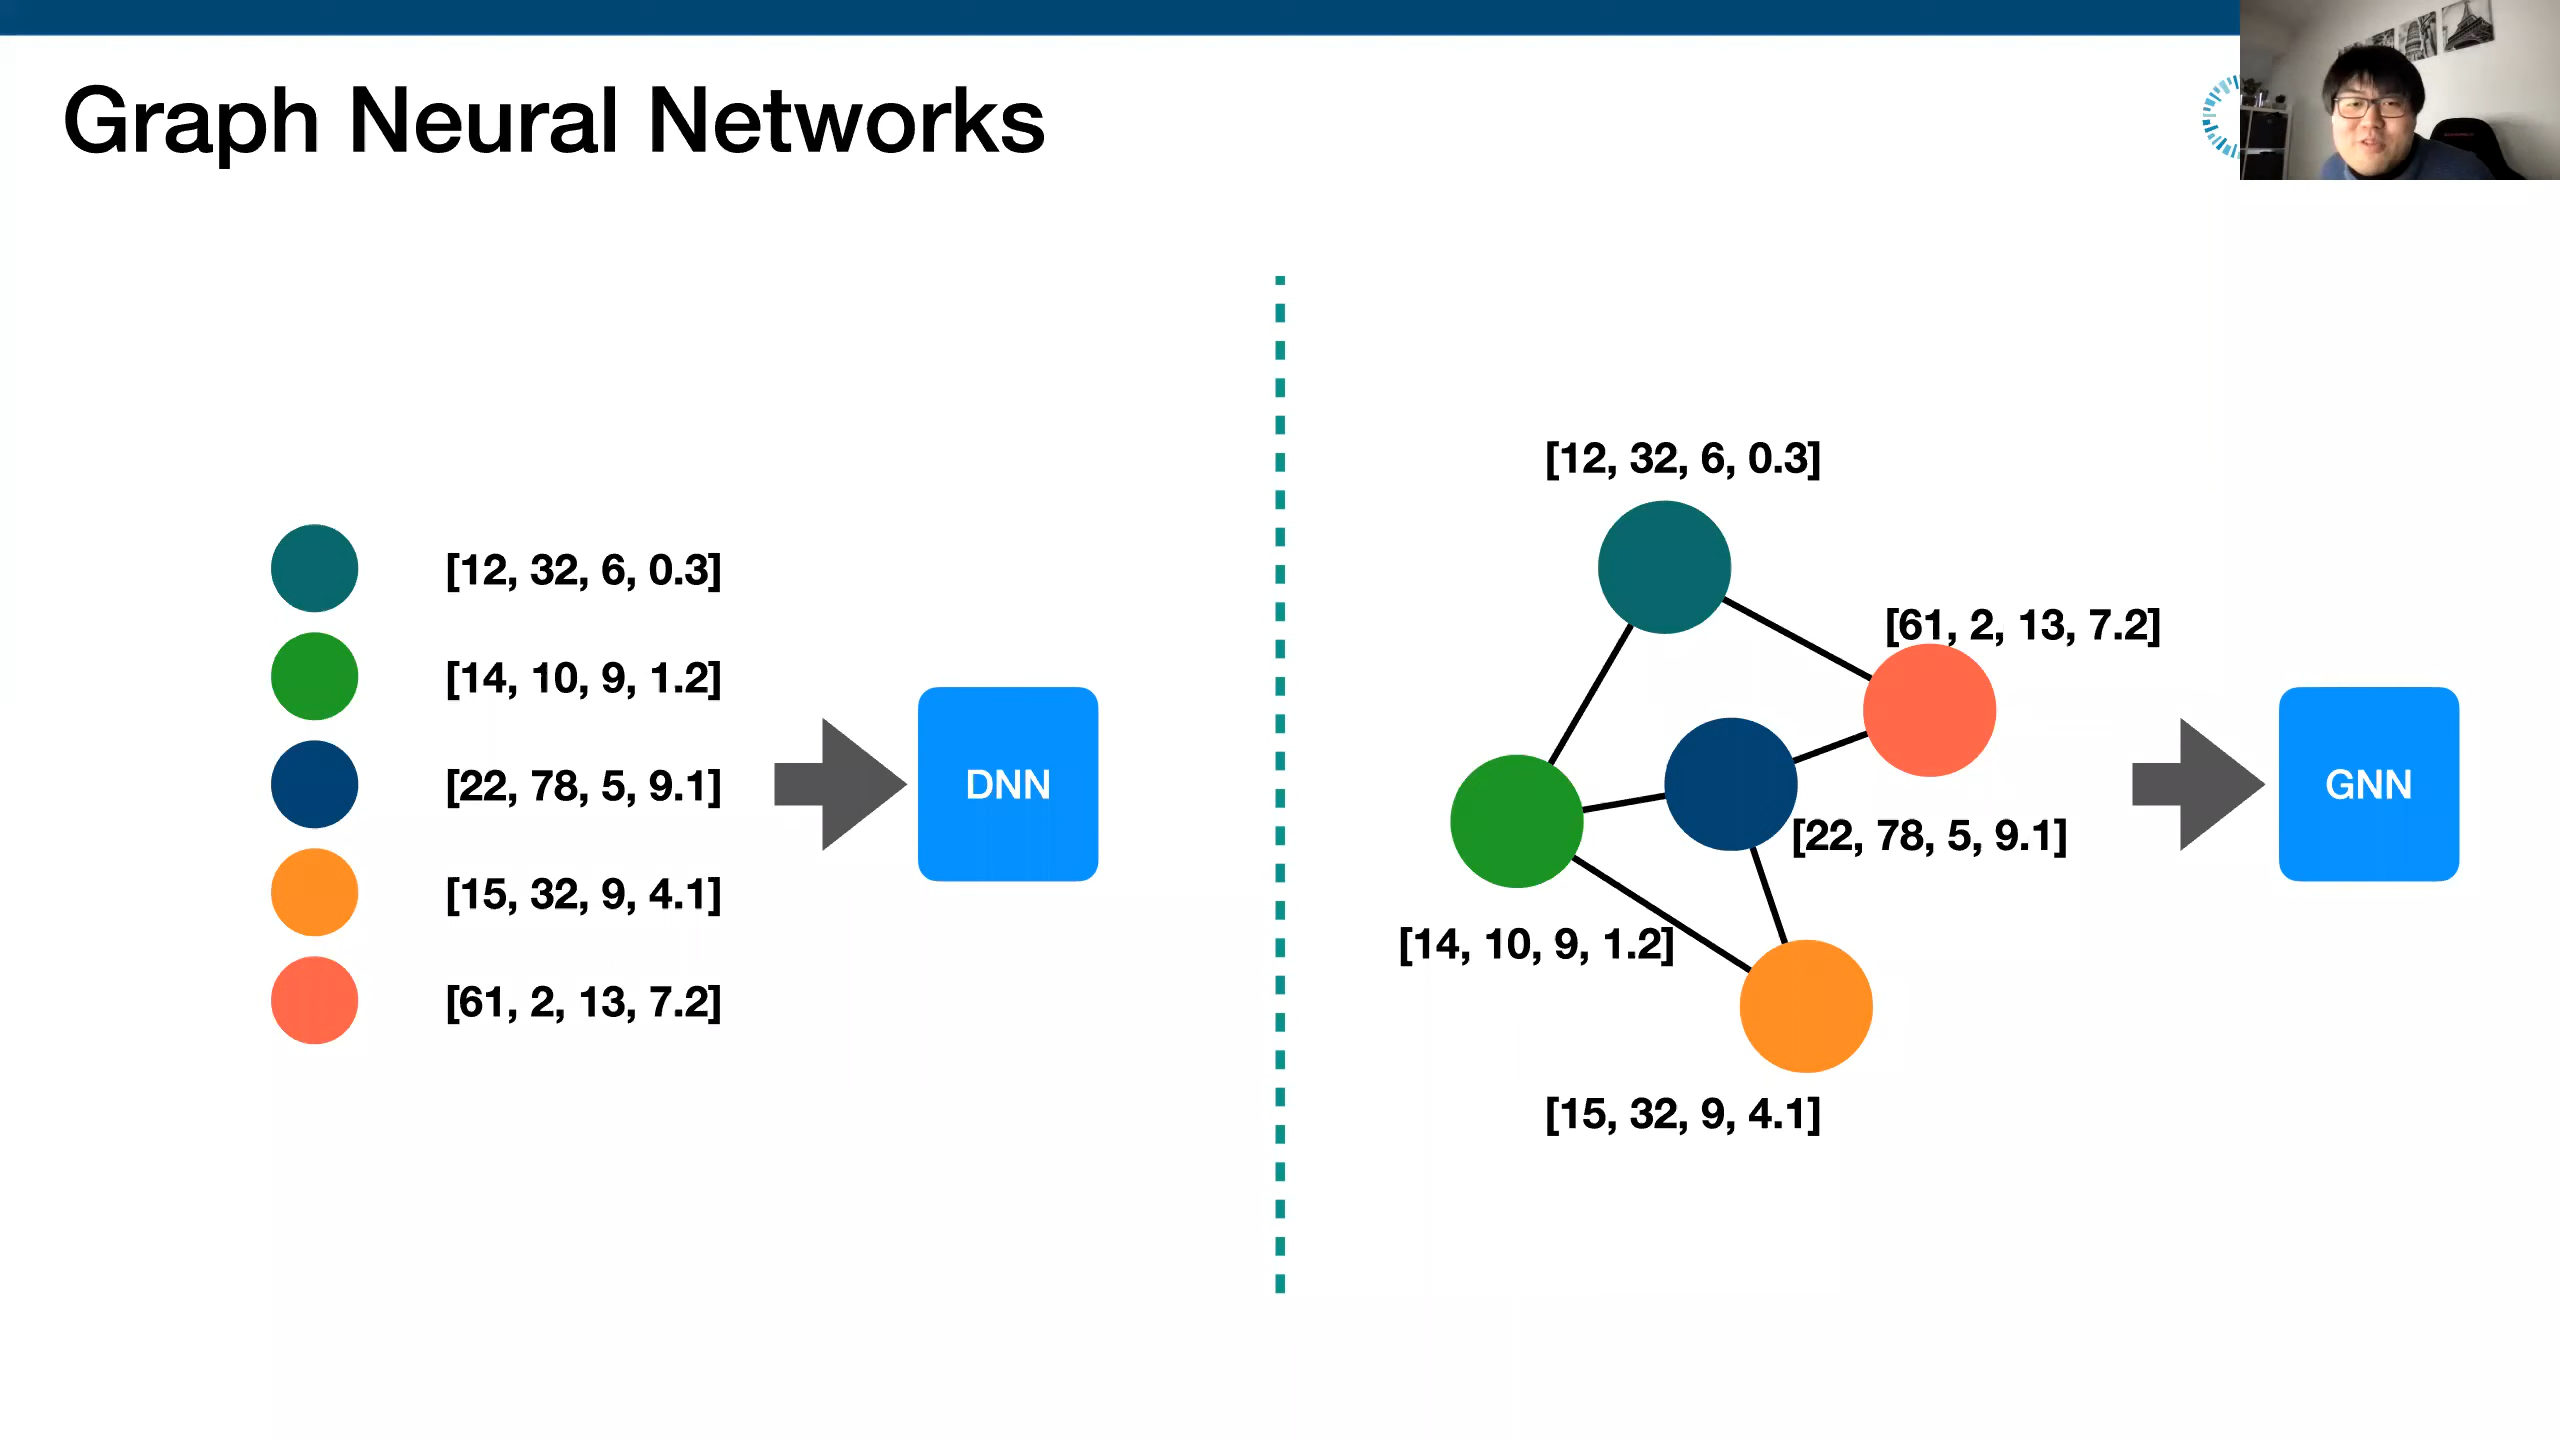 Graph Neural Networks
[12, 32, 6, 0.3]
[14, 10, 9, 1.2]
[22, 78, 5, 9.1]
[15, 32, 9, 4.1]
[61, 2, 13, 7.2]
DNN
[12, 32, 6, 0.3]
[61, 2, 13, 7.2]
[22, 78, 5, 9.1]
[14, 10, 9, 1.2]
[15, 32, 9, 4.1]
GNN